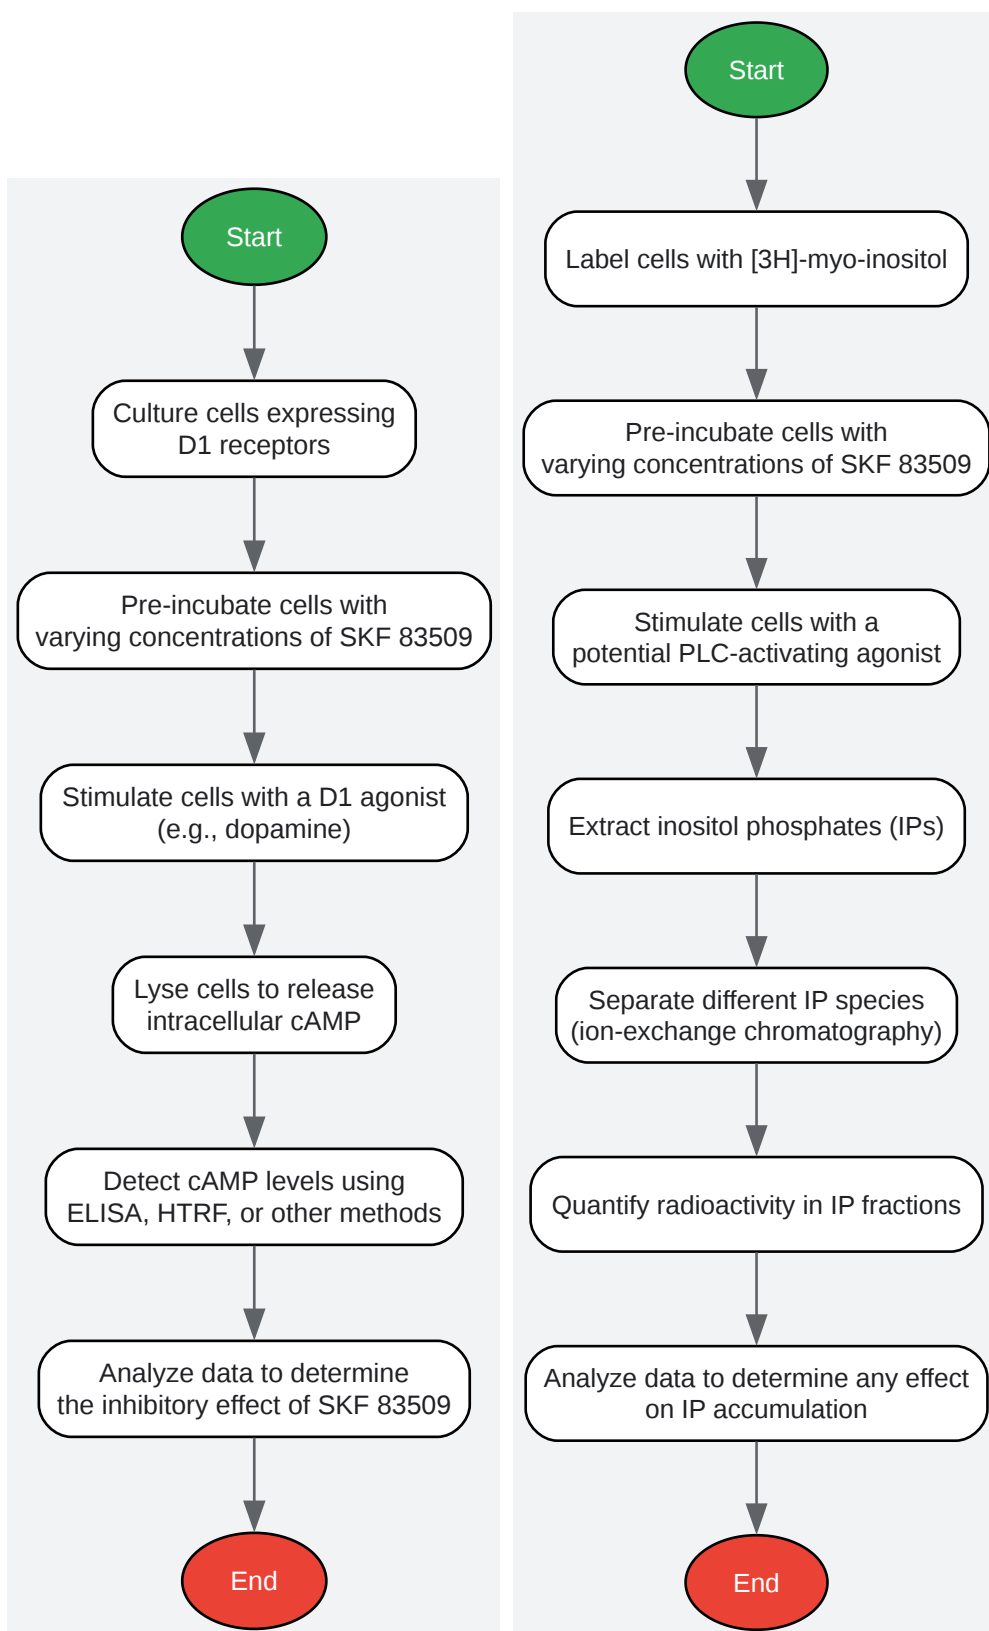 Start
Culture cells expressing
D1 receptors
Pre-incubate cells with
varying concentrations of SKF 83509
Stimulate cells with a D1 agonist
(e.g., dopamine)
Lyse cells to release
intracellular cAMP
Detect cAMP levels using
ELISA, HTRF, or other methods
Analyze data to determine
the inhibitory effect of SKF 83509
End
Start
Label cells with [3H]-myo-inositol
Pre-incubate cells with
varying concentrations of SKF 83509
Stimulate cells with a
potential PLC-activating agonist
Extract inositol phosphates (IPs)
Separate different IP species
(ion-exchange chromatography)
Quantify radioactivity in IP fractions
Analyze data to determine any effect
on IP accumulation
End